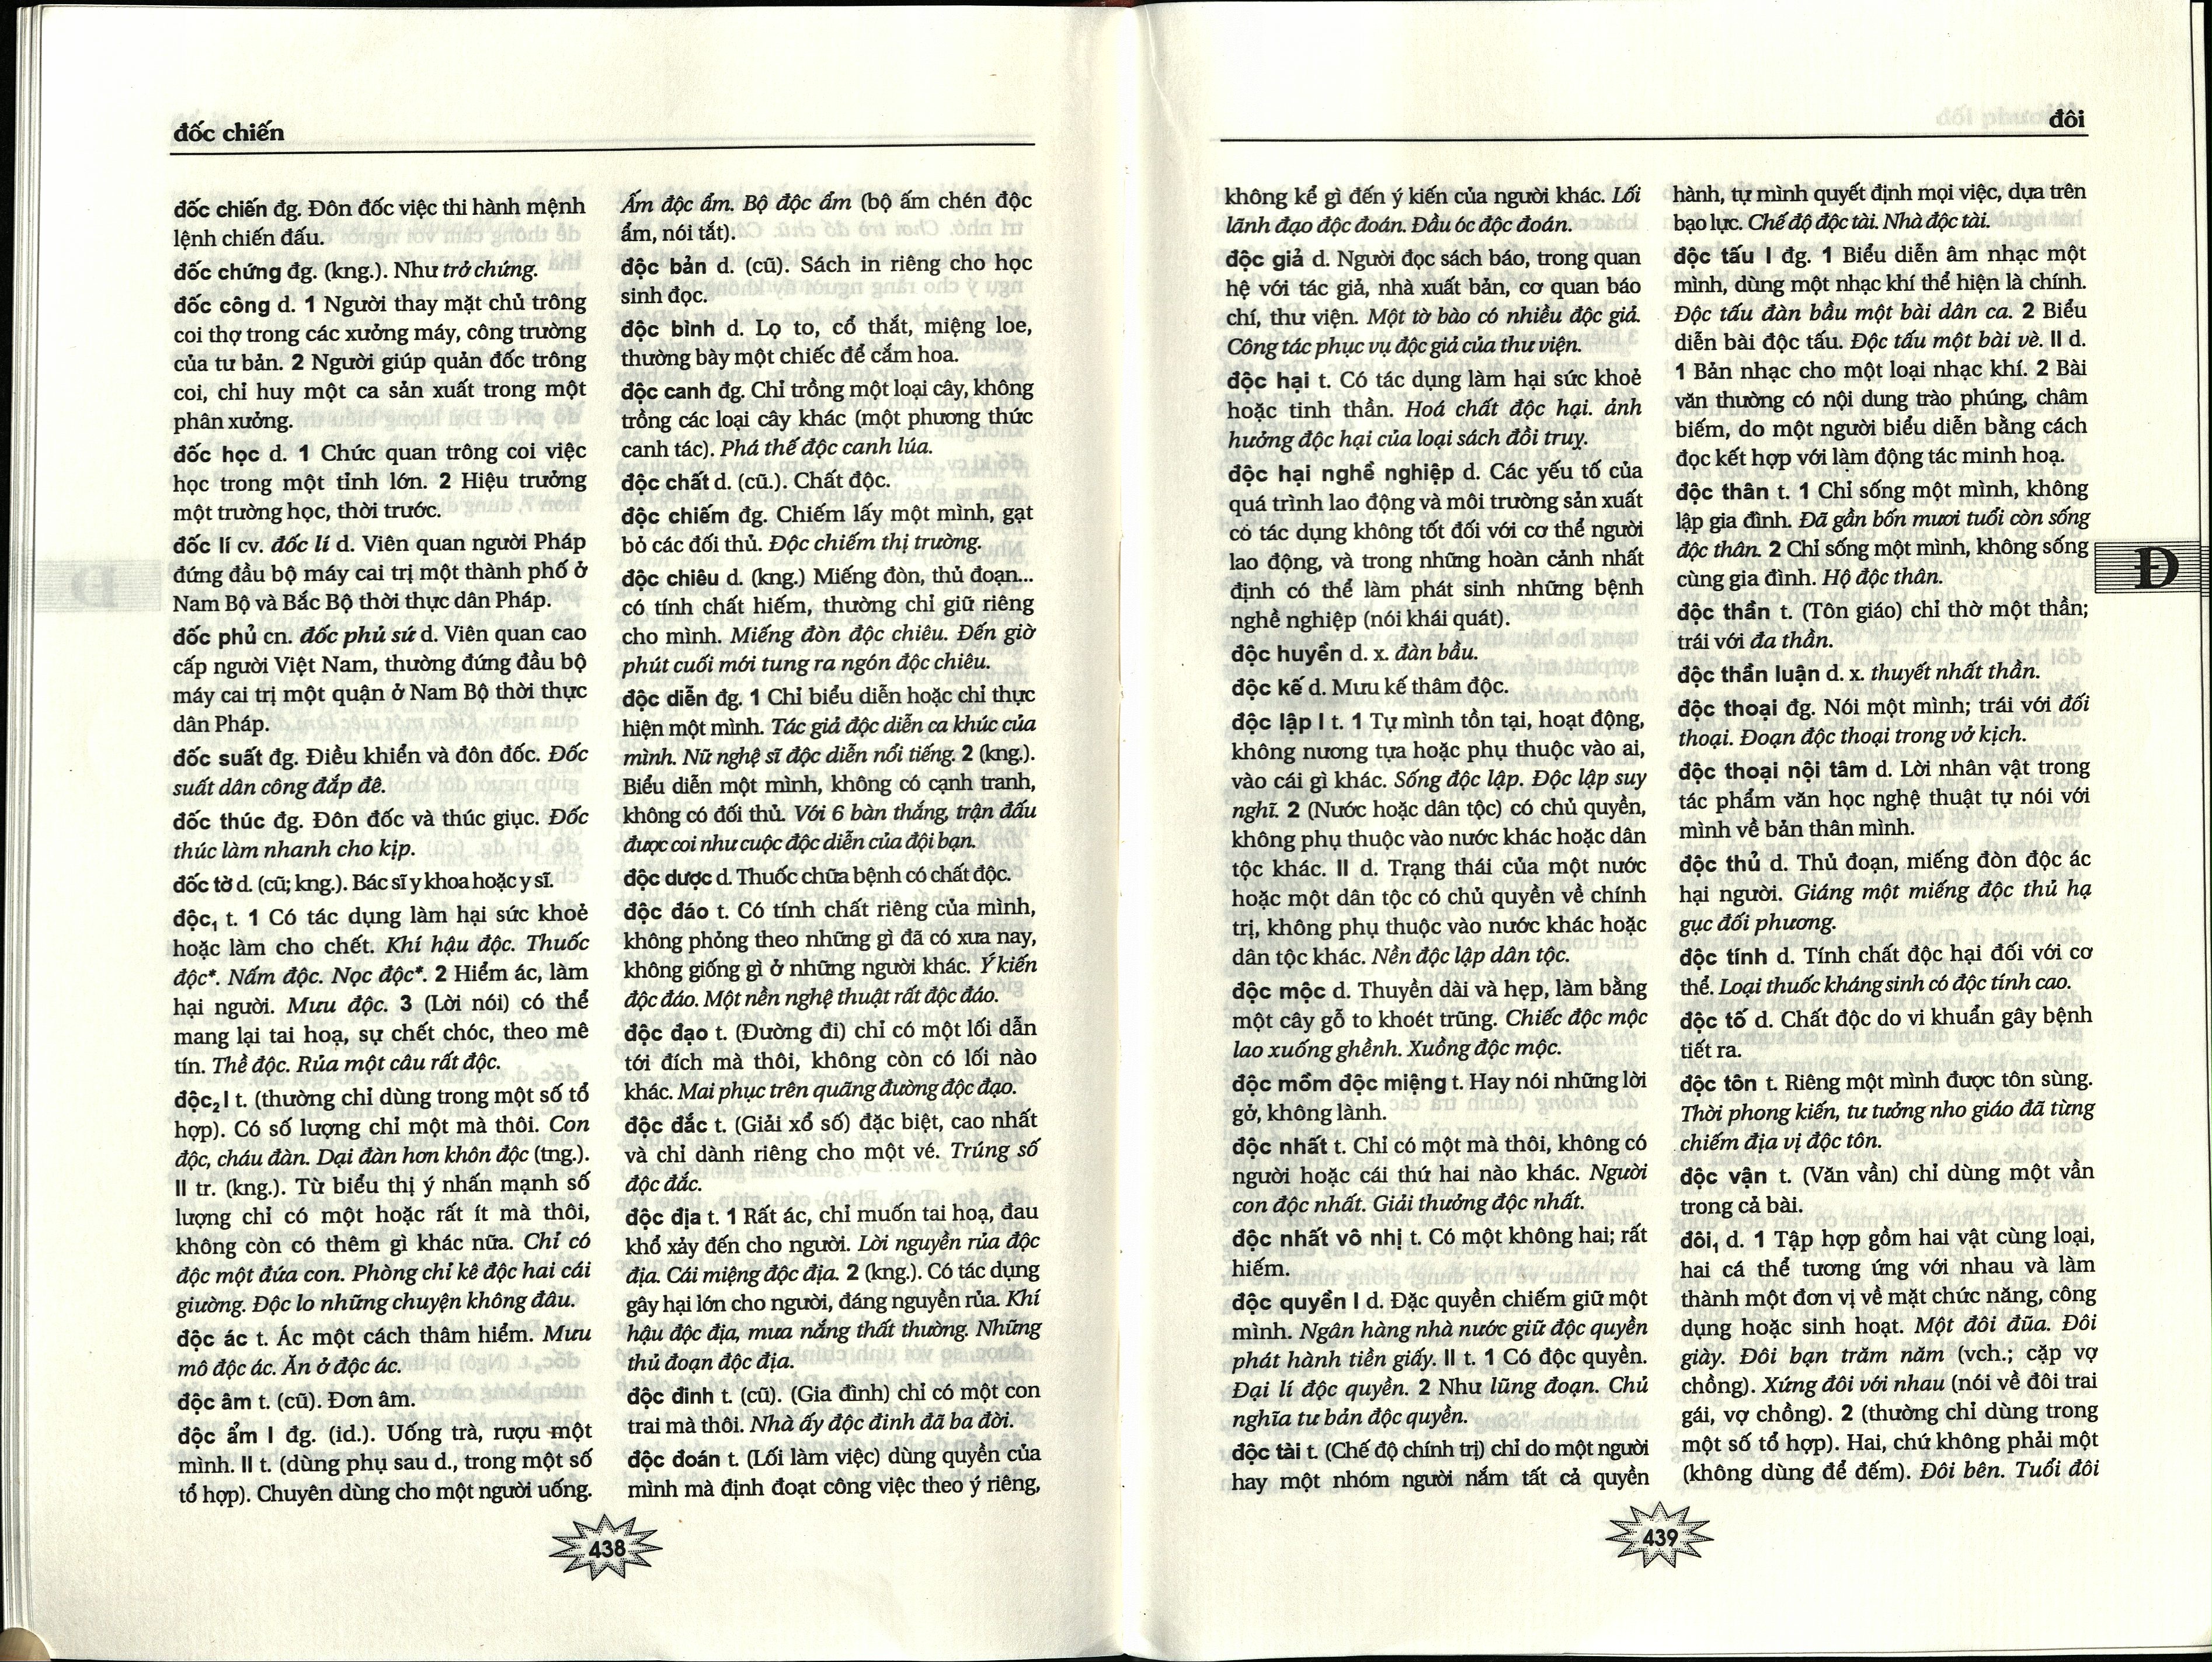 đốc chiến
đốc chiến đg. Đôn đốc việc thi hành mệnh
lệnh chiến đấu.
đốc chứng đg. (kng.). Như trở chứng.
đốc công d. 1 Người thay mặt chủ trông
coi thợ trong các xưởng máy, công trường
của tư bản. 2 Người giúp quản đốc trông
coi, chỉ huy một ca sản xuất trong một
phân xưởng.
đốc học d. 1 Chức quan trông coi việc
học trong một tỉnh lớn. 2 Hiệu trưởng
một trường học, thời trước.
đốc lí cv. đốc lí d. Viên quan người Pháp
đứng đầu bộ máy cai trị một thành phố ở
Nam Bộ và Bắc Bộ thời thực dân Pháp.
đốc phủ cn. đốc phủ sứ d. Viên quan cao
cấp người Việt Nam, thường đứng đầu bộ
máy cai trị một quận ở Nam Bộ thời thực
dân Pháp.
đốc suất đg. Điều khiển và đôn đốc. Đốc
suất dân công đắp đê.
đốc thúc đg. Đôn đốc và thúc giục. Đốc
thúc làm nhanh cho kịp.
đốc tờ d. (cũ; kng.). Bác sĩ y khoa hoặc y sĩ.
độc₁ t. 1 Có tác dụng làm hại sức khoẻ
hoặc làm cho chết. Khí hậu độc. Thuốc
độc*. Nấm độc. Nọc độc*. 2 Hiểm ác, làm
hại người. Mưu độc. 3 (Lời nói) có thể
mang lại tai hoạ, sự chết chóc, theo mê
tín. Thề độc. Rủa một câu rất độc.
độc₂ I t. (thường chỉ dùng trong một số tổ
hợp). Có số lượng chỉ một mà thôi. Con
độc, cháu đàn. Dại đàn hơn khôn độc (tng.).
II tr. (kng.). Từ biểu thị ý nhấn mạnh số
lượng chỉ có một hoặc rất ít mà thôi,
không còn có thêm gì khác nữa. Chỉ có
độc một đứa con. Phòng chỉ kê độc hai cái
giường. Độc lo những chuyện không đâu.
độc ác t. Ác một cách thâm hiểm. Mưu
mô độc ác. Ăn ở độc ác.
độc âm t. (cũ). Đơn âm.
độc ẩm I đg. (id.). Uống trà, rượu một
mình. II t. (dùng phụ sau d., trong một số
tổ hợp). Chuyên dùng cho một người uống.
Ấm độc ẩm. Bộ độc ẩm (bộ ấm chén độc
ẩm, nói tắt).
độc bản d. (cũ). Sách in riêng cho học
sinh đọc.
độc bình d. Lọ to, cổ thắt, miệng loe,
thường bày một chiếc để cắm hoa.
độc canh đg. Chỉ trồng một loại cây, không
trồng các loại cây khác (một phương thức
canh tác). Phá thế độc canh lúa.
độc chất d. (cũ.). Chất độc.
độc chiếm đg. Chiếm lấy một mình, gạt
bỏ các đối thủ. Độc chiếm thị trường.
độc chiêu d. (kng.) Miếng đòn, thủ đoạn...
có tính chất hiếm, thường chỉ giữ riêng
cho mình. Miếng đòn độc chiêu. Đến giờ
phút cuối mới tung ra ngón độc chiêu.
độc diễn đg. 1 Chỉ biểu diễn hoặc chỉ thực
hiện một mình. Tác giả độc diễn ca khúc của
mình. Nữ nghệ sĩ độc diễn nổi tiếng. 2 (kng.).
Biểu diễn một mình, không có cạnh tranh,
không có đối thủ. Với 6 bàn thắng, trận đấu
được coi như cuộc độc diễn của đội bạn.
độc dược d. Thuốc chữa bệnh có chất độc.
độc đáo t. Có tính chất riêng của mình,
không phỏng theo những gì đã có xưa nay,
không giống gì ở những người khác. Ý kiến
độc đáo. Một nền nghệ thuật rất độc đáo.
độc đạo t. (Đường đi) chỉ có một lối dẫn
tới đích mà thôi, không còn có lối nào
khác. Mai phục trên quãng đường độc đạo.
độc đắc t. (Giải xổ số) đặc biệt, cao nhất
và chỉ dành riêng cho một vé. Trúng số
độc đắc.
độc địa t. 1 Rất ác, chỉ muốn tai hoạ, đau
khổ xảy đến cho người. Lời nguyền rủa độc
địa. Cái miệng độc địa. 2 (kng.). Có tác dụng
gây hại lớn cho người, đáng nguyền rủa. Khí
hậu độc địa, mưa nắng thất thường. Những
thủ đoạn độc địa.
độc đinh t. (cũ). (Gia đình) chỉ có một con
trai mà thôi. Nhà ấy độc đinh đã ba đời.
độc đoán t. (Lối làm việc) dùng quyền của
mình mà định đoạt công việc theo ý riêng,
438
đôi
không kể gì đến ý kiến của người khác. Lối
lãnh đạo độc đoán. Đầu óc độc đoán.
độc giả d. Người đọc sách báo, trong quan
hệ với tác giả, nhà xuất bản, cơ quan báo
chí, thư viện. Một tờ bào có nhiều độc giả.
Công tác phục vụ độc giả của thư viện.
độc hại t. Có tác dụng làm hại sức khoẻ
hoặc tinh thần. Hoá chất độc hại. ảnh
hưởng độc hại của loại sách đồi truỵ.
độc hại nghề nghiệp d. Các yếu tố của
quá trình lao động và môi trường sản xuất
có tác dụng không tốt đối với cơ thể người
lao động, và trong những hoàn cảnh nhất
định có thể làm phát sinh những bệnh
nghề nghiệp (nói khái quát).
độc huyền d. x. đàn bầu.
độc kế d. Mưu kế thâm độc.
độc lập I t. 1 Tự mình tồn tại, hoạt động,
không nương tựa hoặc phụ thuộc vào ai,
vào cái gì khác. Sống độc lập. Độc lập suy
nghĩ. 2 (Nước hoặc dân tộc) có chủ quyền,
không phụ thuộc vào nước khác hoặc dân
tộc khác. II d. Trạng thái của một nước
hoặc một dân tộc có chủ quyền về chính
trị, không phụ thuộc vào nước khác hoặc
dân tộc khác. Nền độc lập dân tộc.
độc mộc d. Thuyền dài và hẹp, làm bằng
một cây gỗ to khoét trũng. Chiếc độc mộc
lao xuống ghềnh. Xuồng độc mộc.
độc mồm độc miệng t. Hay nói những lời
gở, không lành.
độc nhất t. Chỉ có một mà thôi, không có
người hoặc cái thứ hai nào khác. Người
con độc nhất. Giải thưởng độc nhất.
độc nhất vô nhị t. Có một không hai; rất
hiếm.
độc quyền I d. Đặc quyền chiếm giữ một
mình. Ngân hàng nhà nước giữ độc quyền
phát hành tiền giấy. II t. 1 Có độc quyền.
Đại lí độc quyền. 2 Như lũng đoạn. Chủ
nghĩa tư bản độc quyền.
độc tài t. (Chế độ chính trị) chỉ do một người
hay một nhóm người nắm tất cả quyền
hành, tự mình quyết định mọi việc, dựa trên
bạo lực. Chế độ độc tài. Nhà độc tài.
độc tấu I đg. 1 Biểu diễn âm nhạc một
mình, dùng một nhạc khí thể hiện là chính.
Độc tấu đàn bầu một bài dân ca. 2 Biểu
diễn bài độc tấu. Độc tấu một bài vè. II d.
1 Bản nhạc cho một loại nhạc khí. 2 Bài
văn thường có nội dung trào phúng, châm
biếm, do một người biểu diễn bằng cách
đọc kết hợp với làm động tác minh hoạ.
độc thân t. 1 Chỉ sống một mình, không
lập gia đình. Đã gần bốn mươi tuổi còn sống
độc thân. 2 Chỉ sống một mình, không sống
cùng gia đình. Hộ độc thân.
độc thần t. (Tôn giáo) chỉ thờ một thần;
trái với đa thần.
độc thần luận d. x. thuyết nhất thần.
độc thoại đg. Nói một mình; trái với đối
thoại. Đoạn độc thoại trong vở kịch.
độc thoại nội tâm d. Lời nhân vật trong
tác phẩm văn học nghệ thuật tự nói với
mình về bản thân mình.
độc thủ d. Thủ đoạn, miếng đòn độc ác
hại người. Giáng một miếng độc thủ hạ
gục đối phương.
độc tính d. Tính chất độc hại đối với cơ
thể. Loại thuốc kháng sinh có độc tính cao.
độc tố d. Chất độc do vi khuẩn gây bệnh
tiết ra.
độc tôn t. Riêng một mình được tôn sùng.
Thời phong kiến, tư tưởng nho giáo đã từng
chiếm địa vị độc tôn.
độc vận t. (Văn vần) chỉ dùng một vần
trong cả bài.
đôi₁ d. 1 Tập hợp gồm hai vật cùng loại,
hai cá thể tương ứng với nhau và làm
thành một đơn vị về mặt chức năng, công
dụng hoặc sinh hoạt. Một đôi đũa. Đôi
giày. Đôi bạn trăm năm (vch.; cặp vợ
chồng). Xứng đôi với nhau (nói về đôi trai
gái, vợ chồng). 2 (thường chỉ dùng trong
một số tổ hợp). Hai, chứ không phải một
(không dùng để đếm). Đôi bên. Tuổi đôi
Đ
439